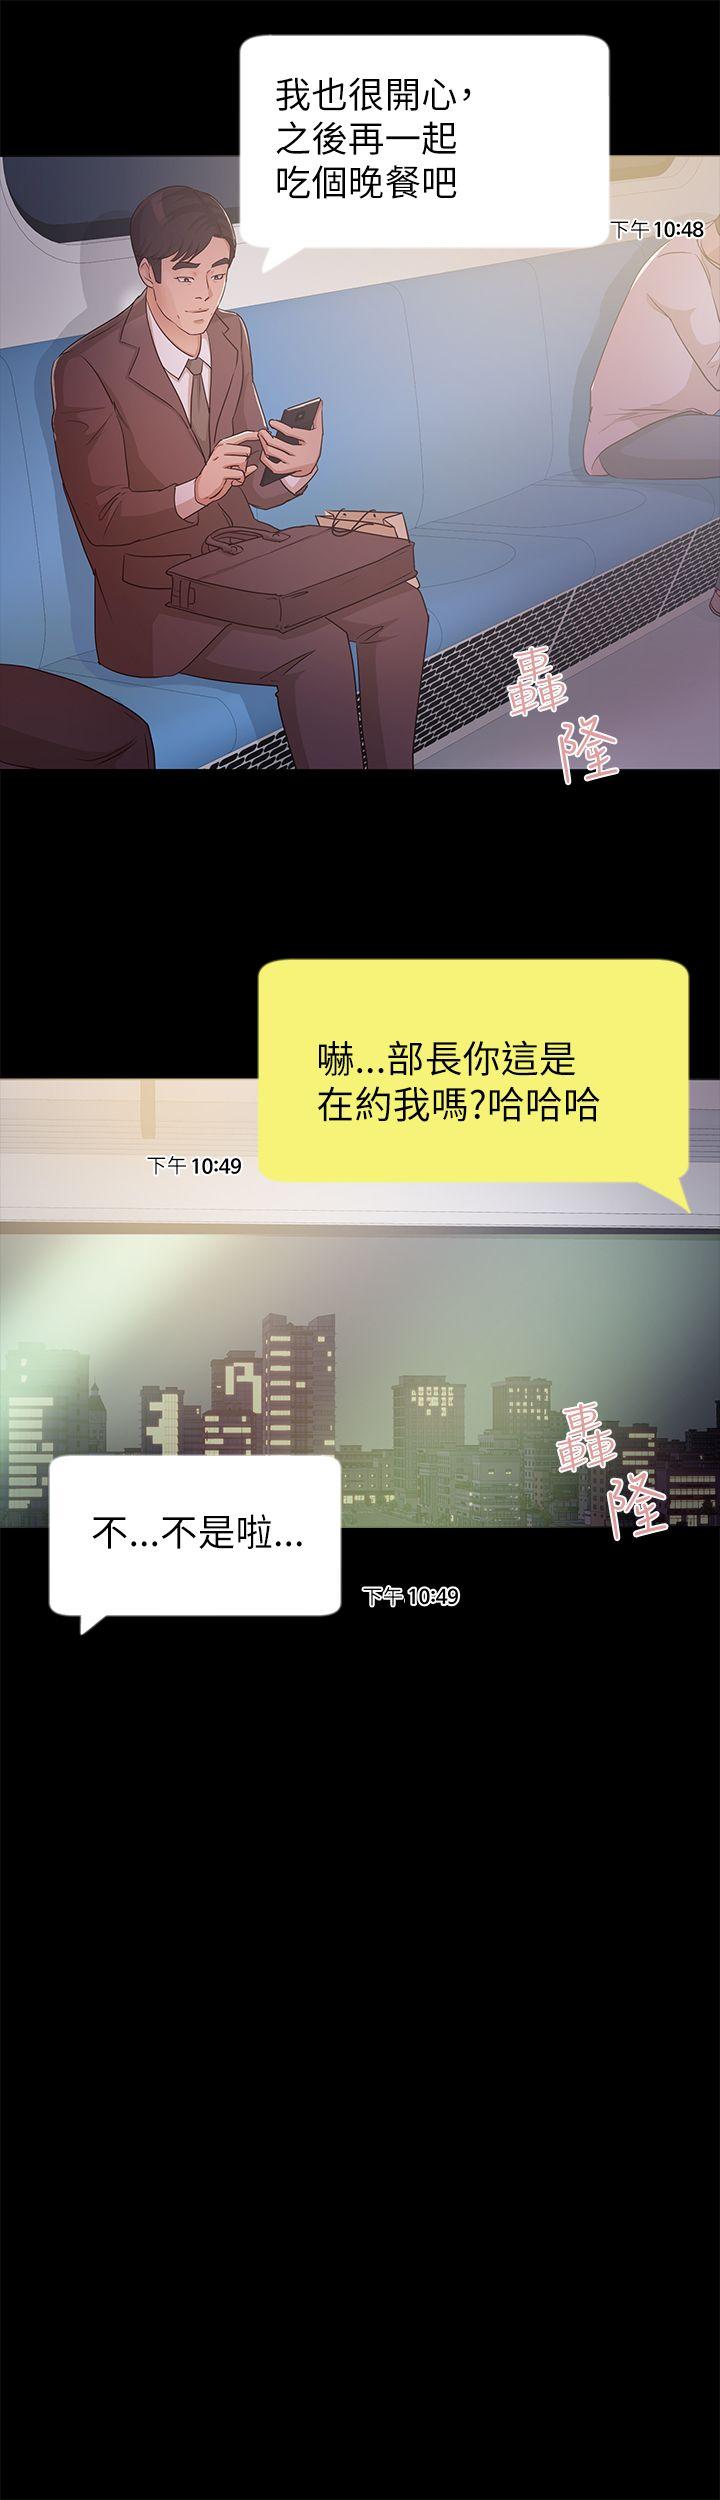 我也很開心，
之後再一起
吃個晚餐吧
下午 10:48
轟
隆
嚇...部長你這是
在約我嗎?哈哈哈
下午 10:49
轟
隆
不...不是啦...
下午 10:49